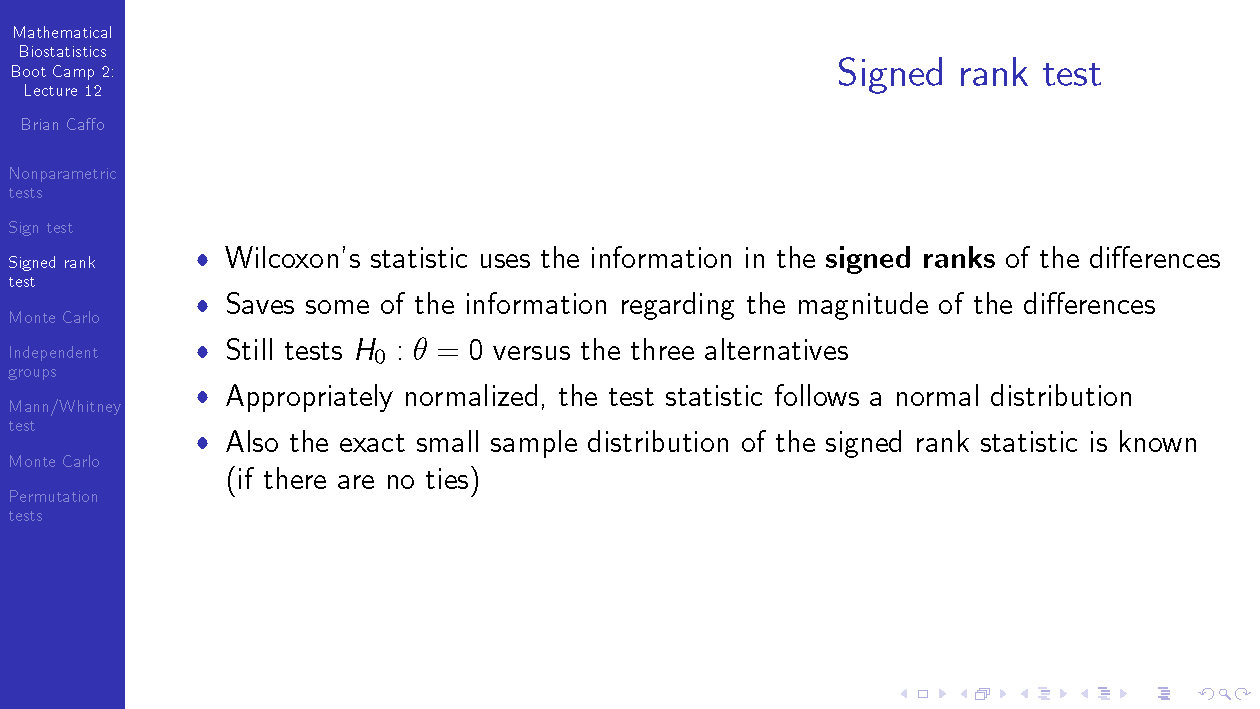 Mathematical
Biostatistics
Boot Camp 2:
Lecture 12
Brian Caffo
Nonparametric
tests
Sign test
Signed rank
test
Monte Carlo
Independent
groups
Mann/Whitney
test
Monte Carlo
Permutation
tests
Signed rank test
• Wilcoxon's statistic uses the information in the signed ranks of the differences
• Saves some of the information regarding the magnitude of the differences
• Still tests H₀ : θ = 0 versus the three alternatives
• Appropriately normalized, the test statistic follows a normal distribution
• Also the exact small sample distribution of the signed rank statistic is known
(if there are no ties)